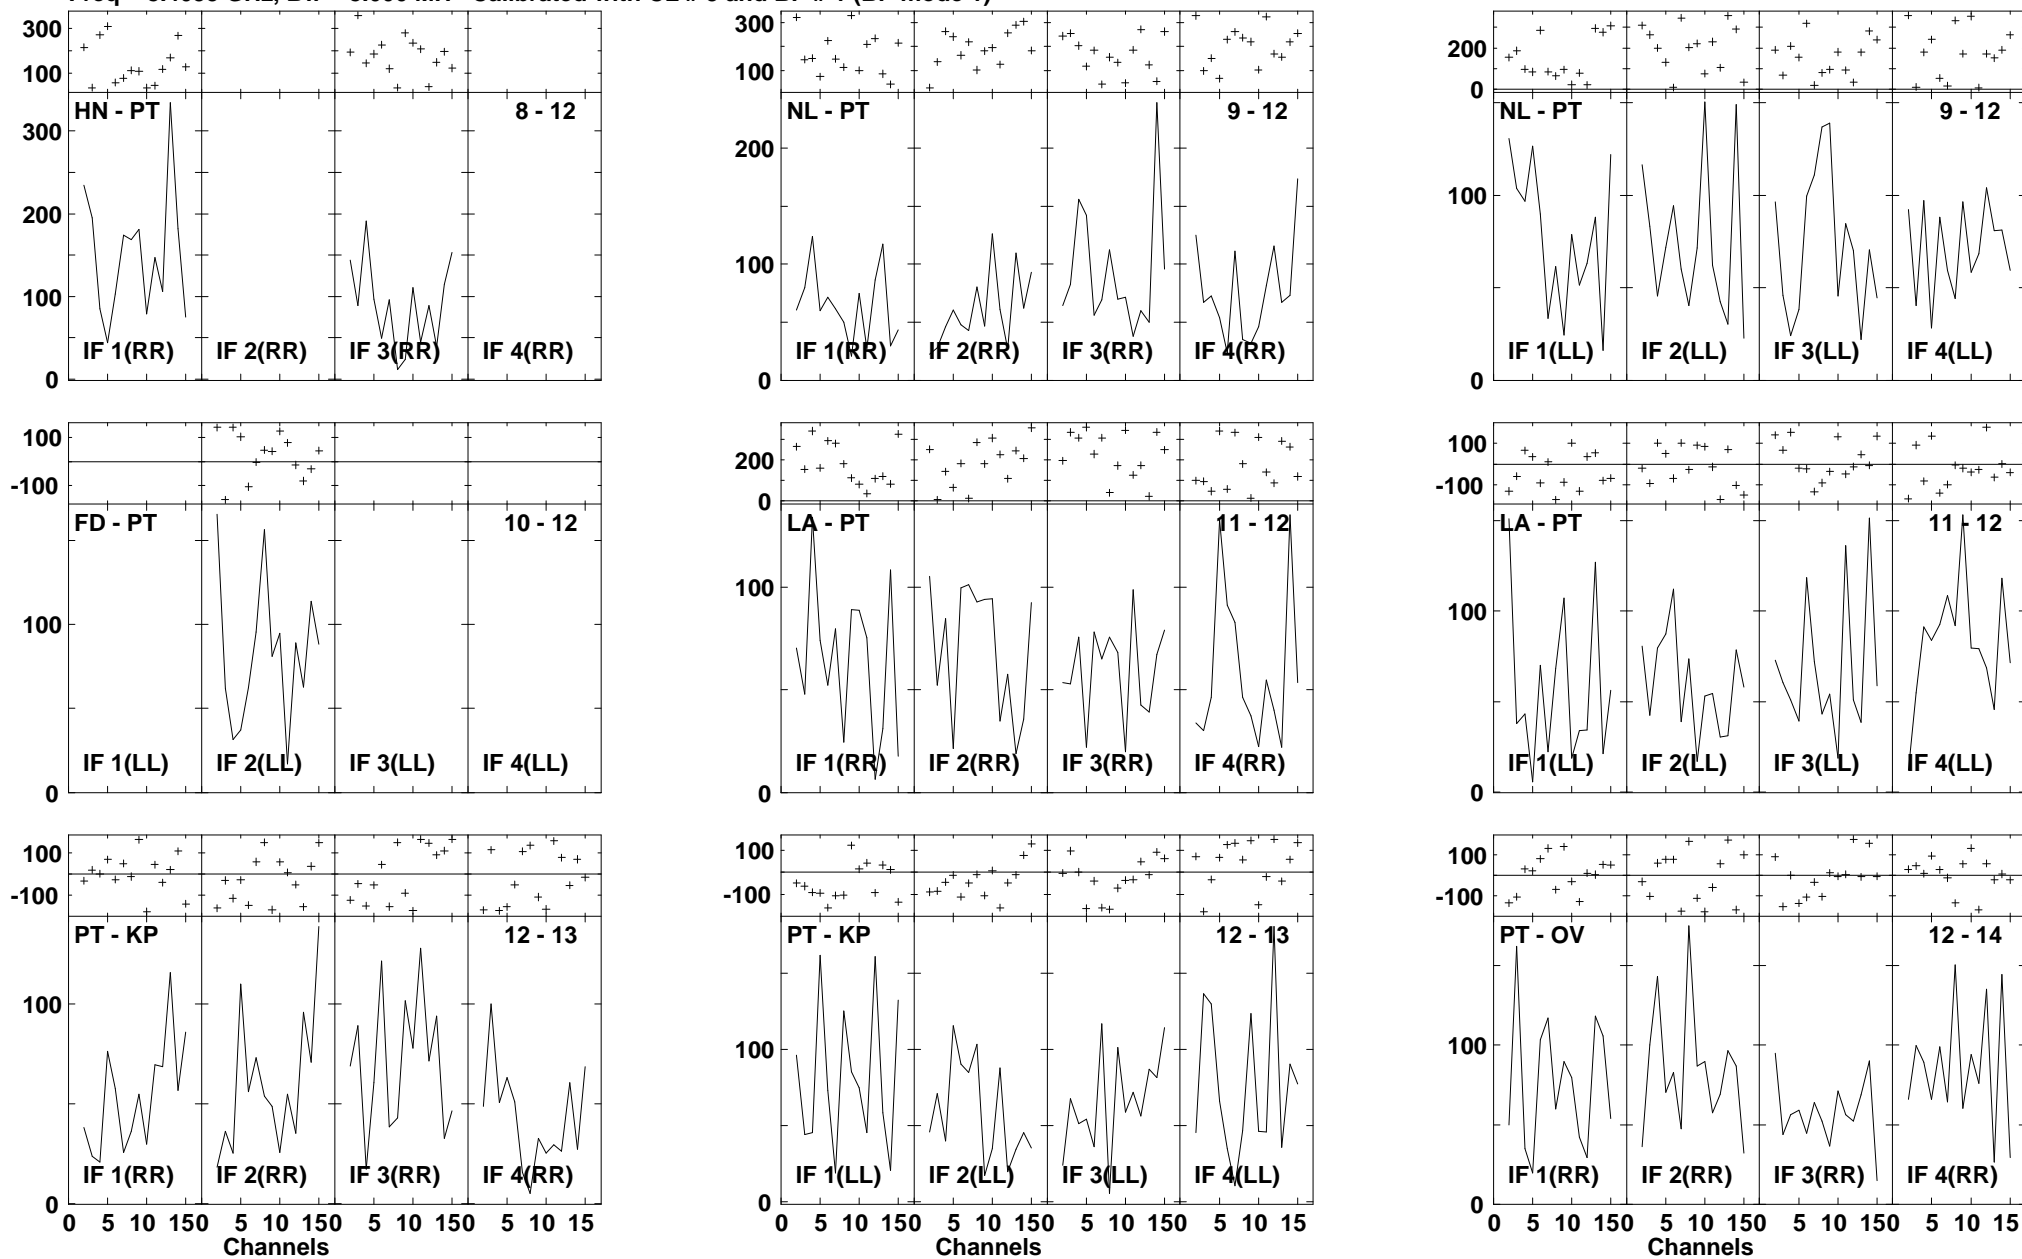 300
100
HN - PT
8 - 12
300
200
100
0
IF 1(RR)
IF 2(RR)
IF 3(RR)
IF 4(RR)
300
100
NL - PT
9 - 12
200
100
0
IF 1(RR)
IF 2(RR)
IF 3(RR)
IF 4(RR)
200
0
NL - PT
9 - 12
100
0
IF 1(LL)
IF 2(LL)
IF 3(LL)
IF 4(LL)
100
-100
FD - PT
10 - 12
100
0
IF 1(LL)
IF 2(LL)
IF 3(LL)
IF 4(LL)
200
0
LA - PT
11 - 12
100
0
IF 1(RR)
IF 2(RR)
IF 3(RR)
IF 4(RR)
100
-100
LA - PT
11 - 12
100
0
IF 1(LL)
IF 2(LL)
IF 3(LL)
IF 4(LL)
100
-100
PT - KP
12 - 13
100
0
IF 1(RR)
IF 2(RR)
IF 3(RR)
IF 4(RR)
0 5 10 150 5 10 150 5 10 150 5 10 15
Channels
100
-100
PT - KP
12 - 13
100
0
IF 1(LL)
IF 2(LL)
IF 3(LL)
IF 4(LL)
0 5 10 150 5 10 150 5 10 150 5 10 15
Channels
100
-100
PT - OV
12 - 14
100
0
IF 1(RR)
IF 2(RR)
IF 3(RR)
IF 4(RR)
0 5 10 150 5 10 150 5 10 150 5 10 15
Channels